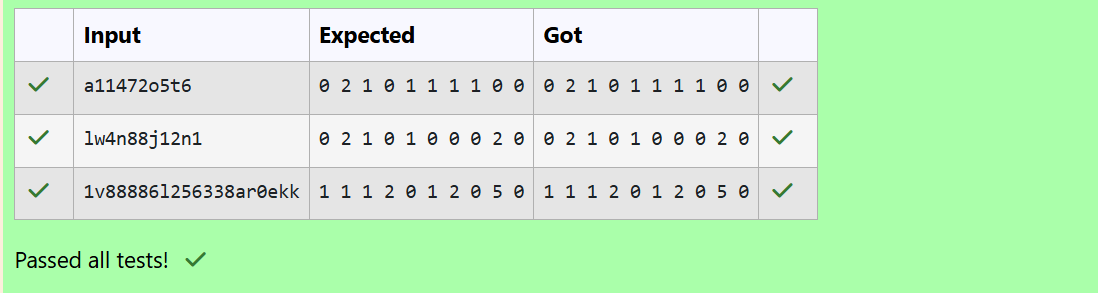 Input Expected Got
a11472o5t6 0 2 1 0 1 1 1 1 0 0 0 2 1 0 1 1 1 1 0 0
lw4n88j12n1 0 2 1 0 1 0 0 0 2 0 0 2 1 0 1 0 0 0 2 0
1v88886l256338ar0ekk 1 1 1 2 0 1 2 0 5 0 1 1 1 2 0 1 2 0 5 0
Passed all tests!